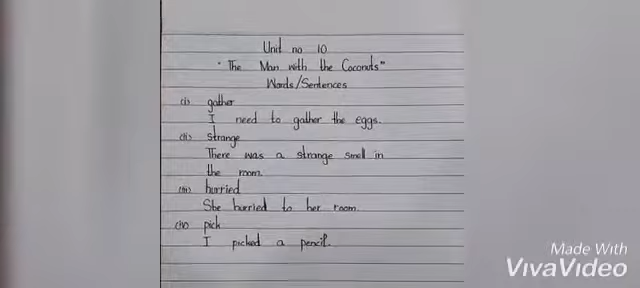 Unit no 10
"The Man with the Coconuts"
Words/Sentences
(i) gather
I need to gather the eggs.
(ii) strange
There was a strange smell in
the room.
(iii) hurried
She hurried to her room.
(iv) pick
I picked a pencil.
Made With
VivaVideo